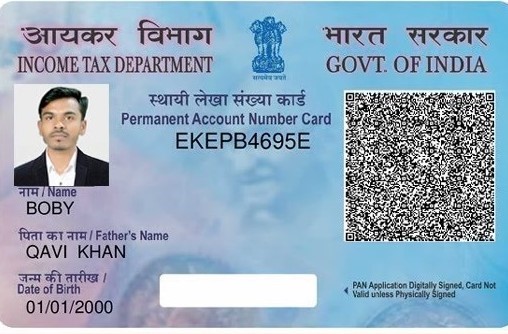 आयकर विभाग
भारत सरकार
INCOME TAX DEPARTMENT
GOVT. OF INDIA
सत्यमेव जयते
स्थायी लेखा संख्या कार्ड
Permanent Account Number Card
EKEPB4695E
नाम / Name
BOBY
पिता का नाम / Father's Name
QAVI KHAN
जन्म की तारीख /
Date of Birth
01/01/2000
PAN Application Digitally Signed, Card Not
Valid unless Physically Signed